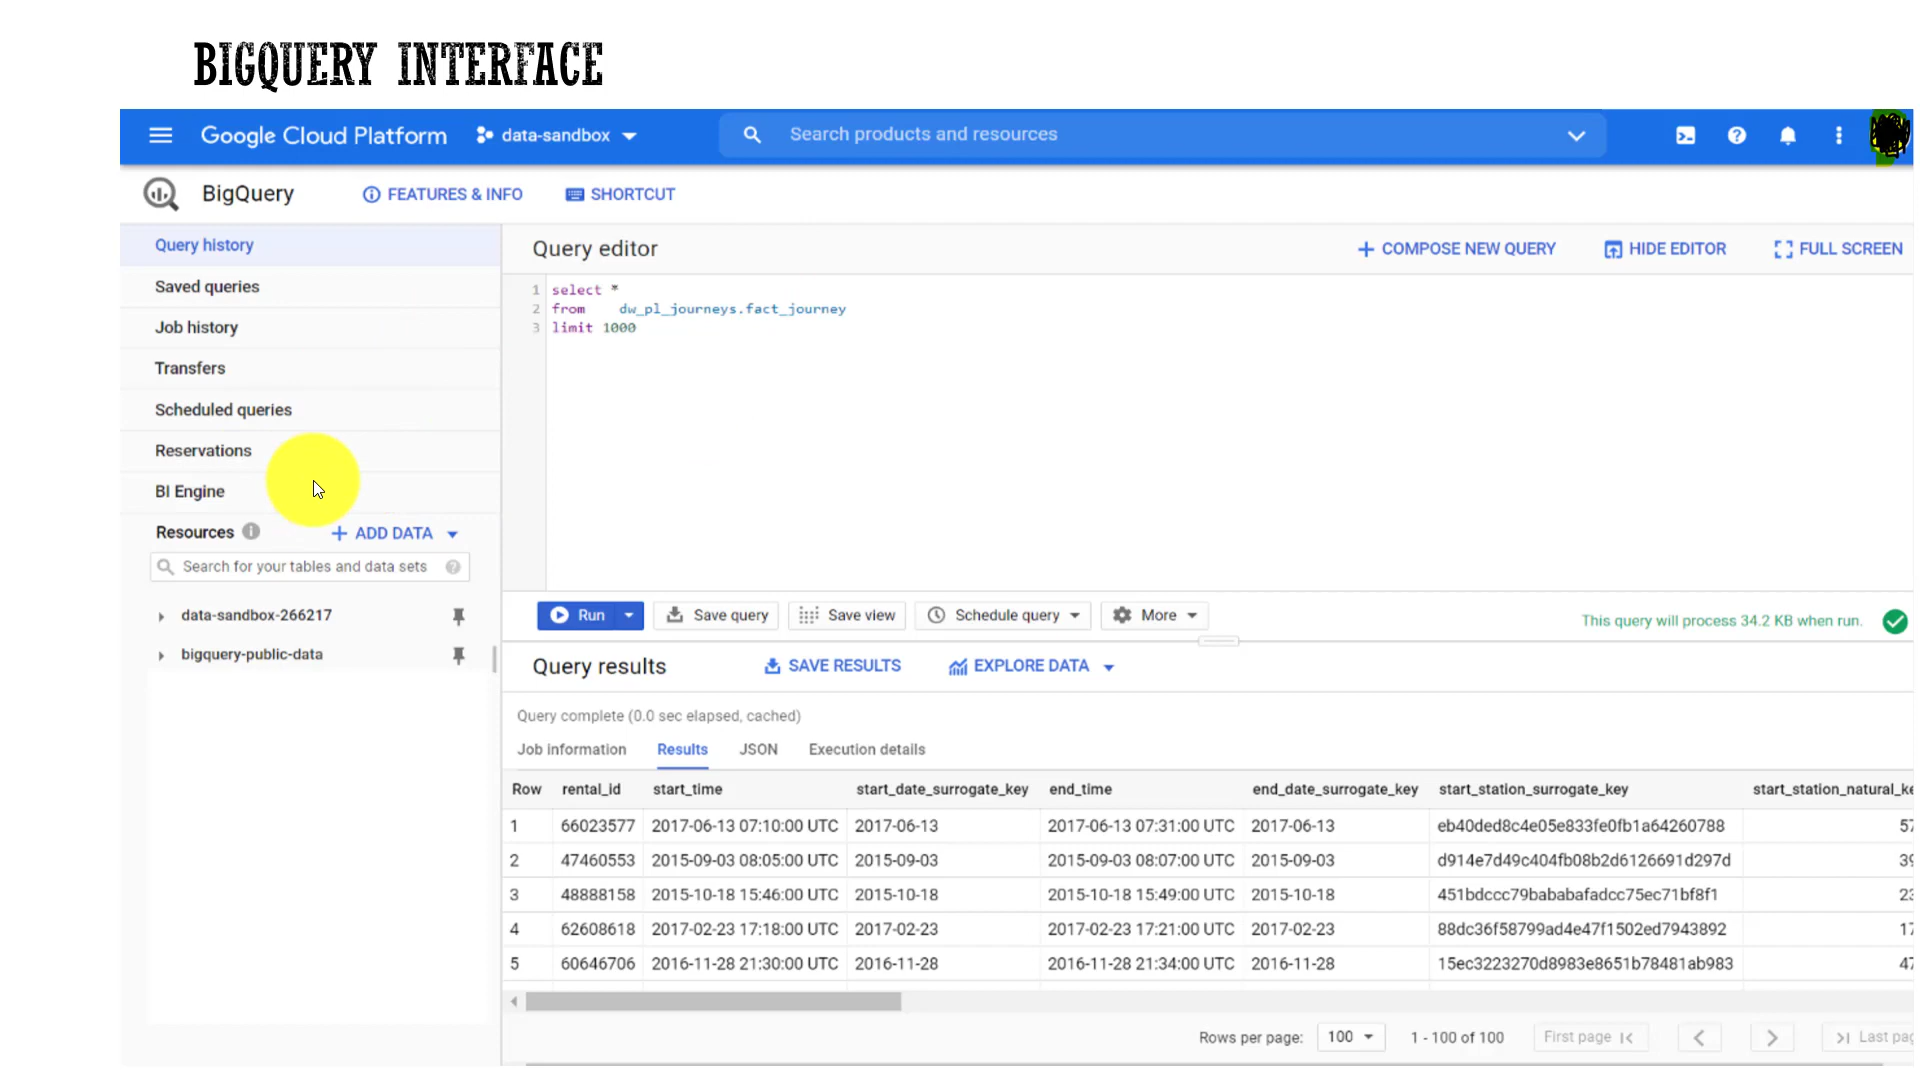 BIGQUERY INTERFACE
Google Cloud Platform data-sandbox Search products and resources
BigQuery FEATURES & INFO SHORTCUT
Query history
Saved queries
Job history
Transfers
Scheduled queries
Reservations
BI Engine
Resources ADD DATA
Search for your tables and data sets
data-sandbox-266217
bigquery-public-data
Query editor COMPOSE NEW QUERY HIDE EDITOR FULL SCREEN
1 select *
2 from dw_pl_journeys.fact_journey
3 limit 1000
Run Save query Save view Schedule query More This query will process 34.2 KB when run.
Query results SAVE RESULTS EXPLORE DATA
Query complete (0.0 sec elapsed, cached)
Job information Results JSON Execution details
Row rental_id start_time start_date_surrogate_key end_time end_date_surrogate_key start_station_surrogate_key start_station_natural_ke
1 66023577 2017-06-13 07:10:00 UTC 2017-06-13 2017-06-13 07:31:00 UTC 2017-06-13 eb40ded8c4e05e833fe0fb1a64260788 57
2 47460553 2015-09-03 08:05:00 UTC 2015-09-03 2015-09-03 08:07:00 UTC 2015-09-03 d914e7d49c404fb08b2d6126691d297d 39
3 48888158 2015-10-18 15:46:00 UTC 2015-10-18 2015-10-18 15:49:00 UTC 2015-10-18 451bdccc79bababafadcc75ec71bf8f1 23
4 62608618 2017-02-23 17:18:00 UTC 2017-02-23 2017-02-23 17:21:00 UTC 2017-02-23 88dc36f58799ad4e47f1502ed7943892 17
5 60646706 2016-11-28 21:30:00 UTC 2016-11-28 2016-11-28 21:34:00 UTC 2016-11-28 15ec3223270d8983e8651b78481ab983 47
Rows per page: 100 1 - 100 of 100 First page Last pag